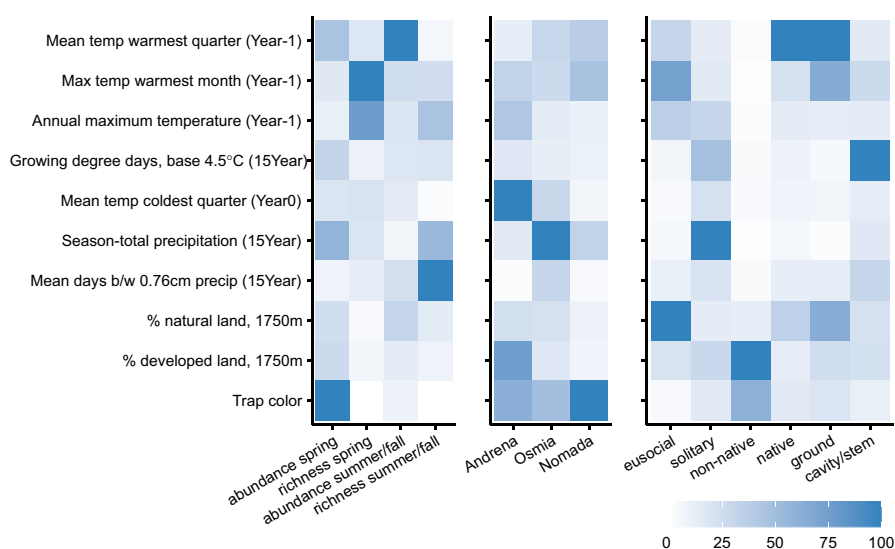 Mean temp warmest quarter (Year-1)
Max temp warmest month (Year-1)
Annual maximum temperature (Year-1)
Growing degree days, base 4.5°C (15Year)
Mean temp coldest quarter (Year0)
Season-total precipitation (15Year)
Mean days b/w 0.76cm precip (15Year)
% natural land, 1750m
% developed land, 1750m
Trap color
abundance spring
richness spring
abundance summer/fall
richness summer/fall
Andrena
Osmia
Nomada
eusocial
solitary
non-native
native
ground
cavity/stem
0 25 50 75 100